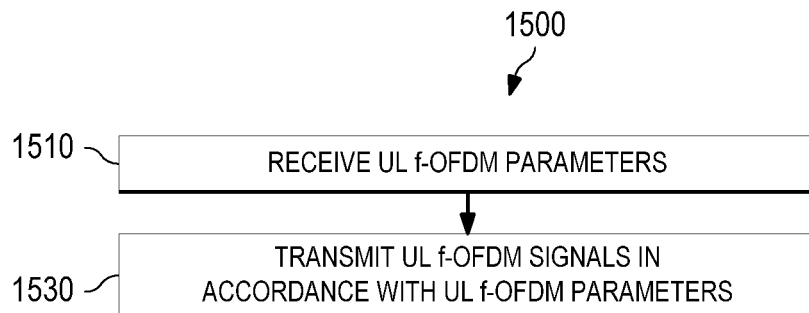 1500
1510
RECEIVE UL f-OFDM PARAMETERS
1530
TRANSMIT UL f-OFDM SIGNALS IN
ACCORDANCE WITH UL f-OFDM PARAMETERS